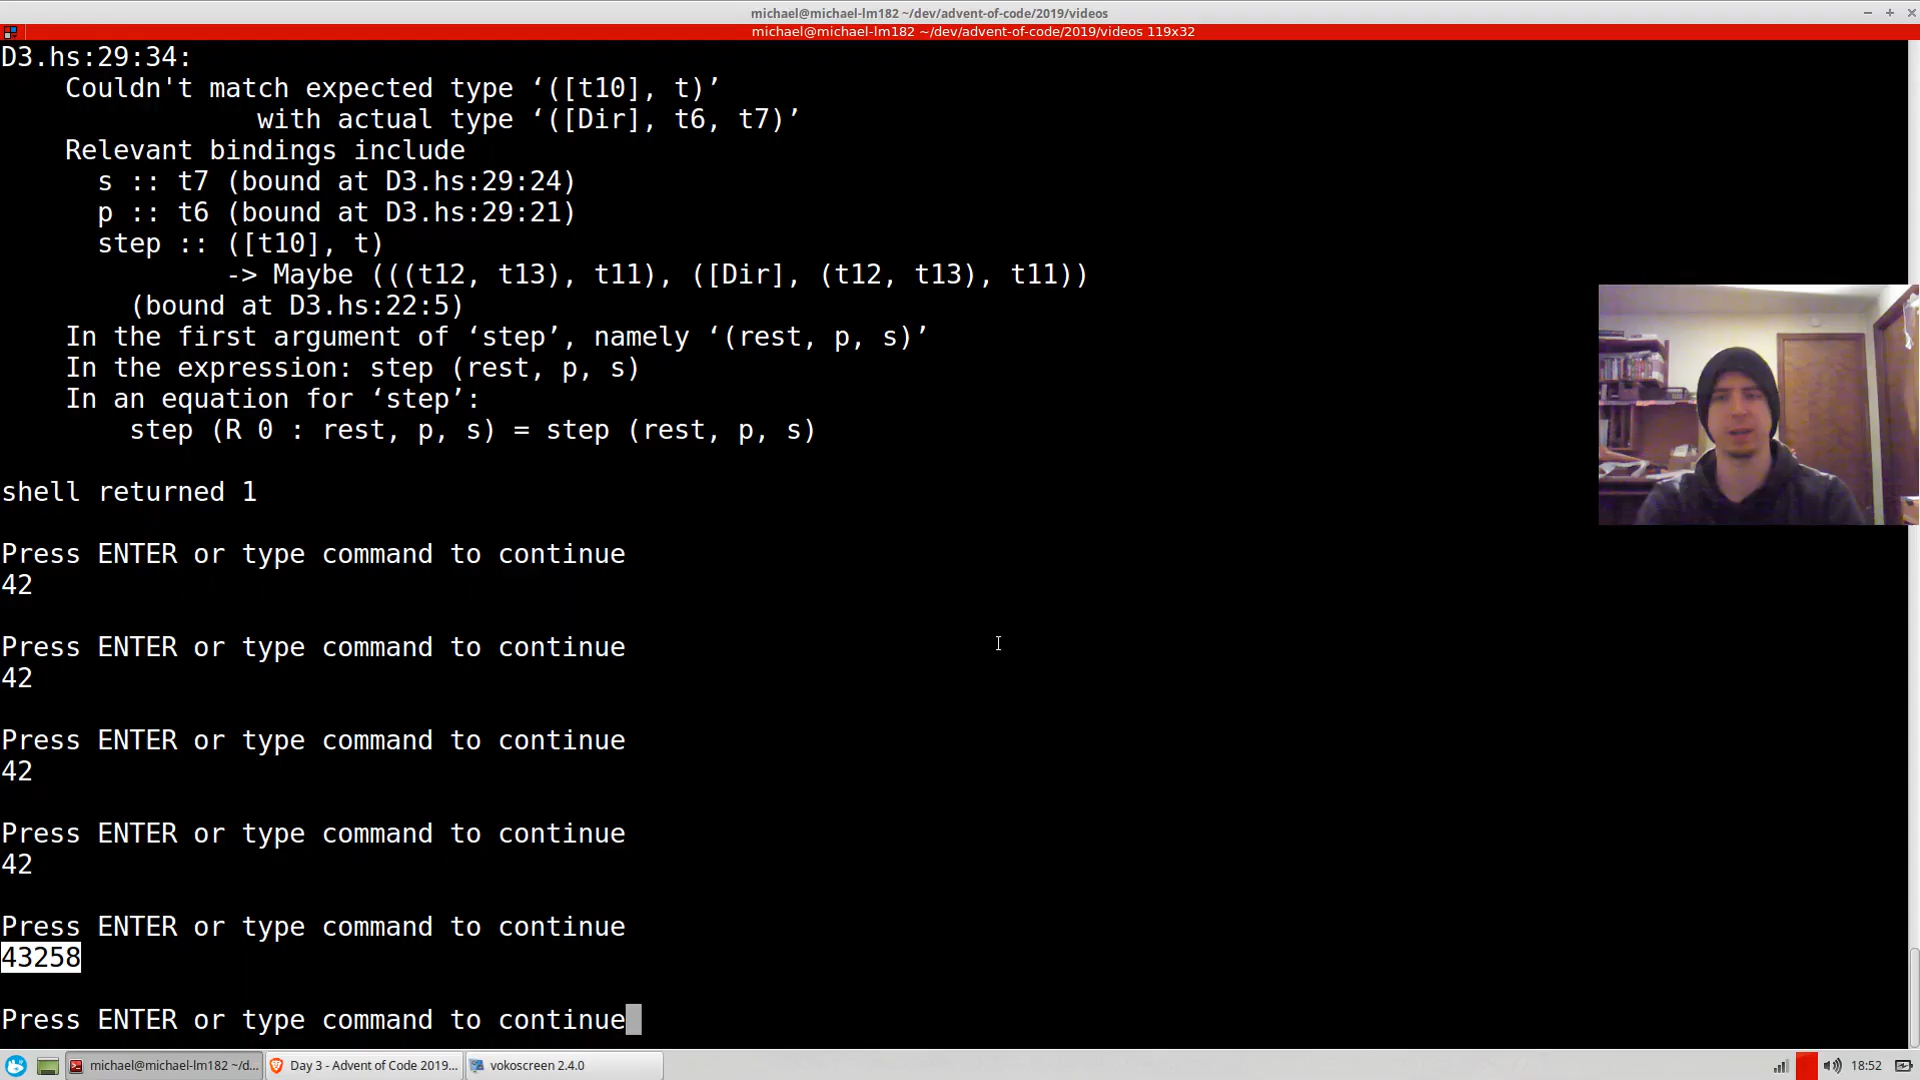 michael@michael-lm182 ~/dev/advent-of-code/2019/videos
michael@michael-lm182 ~/dev/advent-of-code/2019/videos 119x32
D3.hs:29:34:
Couldn't match expected type ‘([t10], t)’
with actual type ‘([Dir], t6, t7)’
Relevant bindings include
s :: t7 (bound at D3.hs:29:24)
p :: t6 (bound at D3.hs:29:21)
step :: ([t10], t)
-> Maybe (((t12, t13), t11), ([Dir], (t12, t13), t11))
(bound at D3.hs:22:5)
In the first argument of ‘step’, namely ‘(rest, p, s)’
In the expression: step (rest, p, s)
In an equation for ‘step’:
step (R 0 : rest, p, s) = step (rest, p, s)
shell returned 1
Press ENTER or type command to continue
42
Press ENTER or type command to continue
42
Press ENTER or type command to continue
42
Press ENTER or type command to continue
42
Press ENTER or type command to continue
43258
Press ENTER or type command to continue
michael@michael-lm182 ~/d... Day 3 - Advent of Code 2019... vokoscreen 2.4.0 18:52